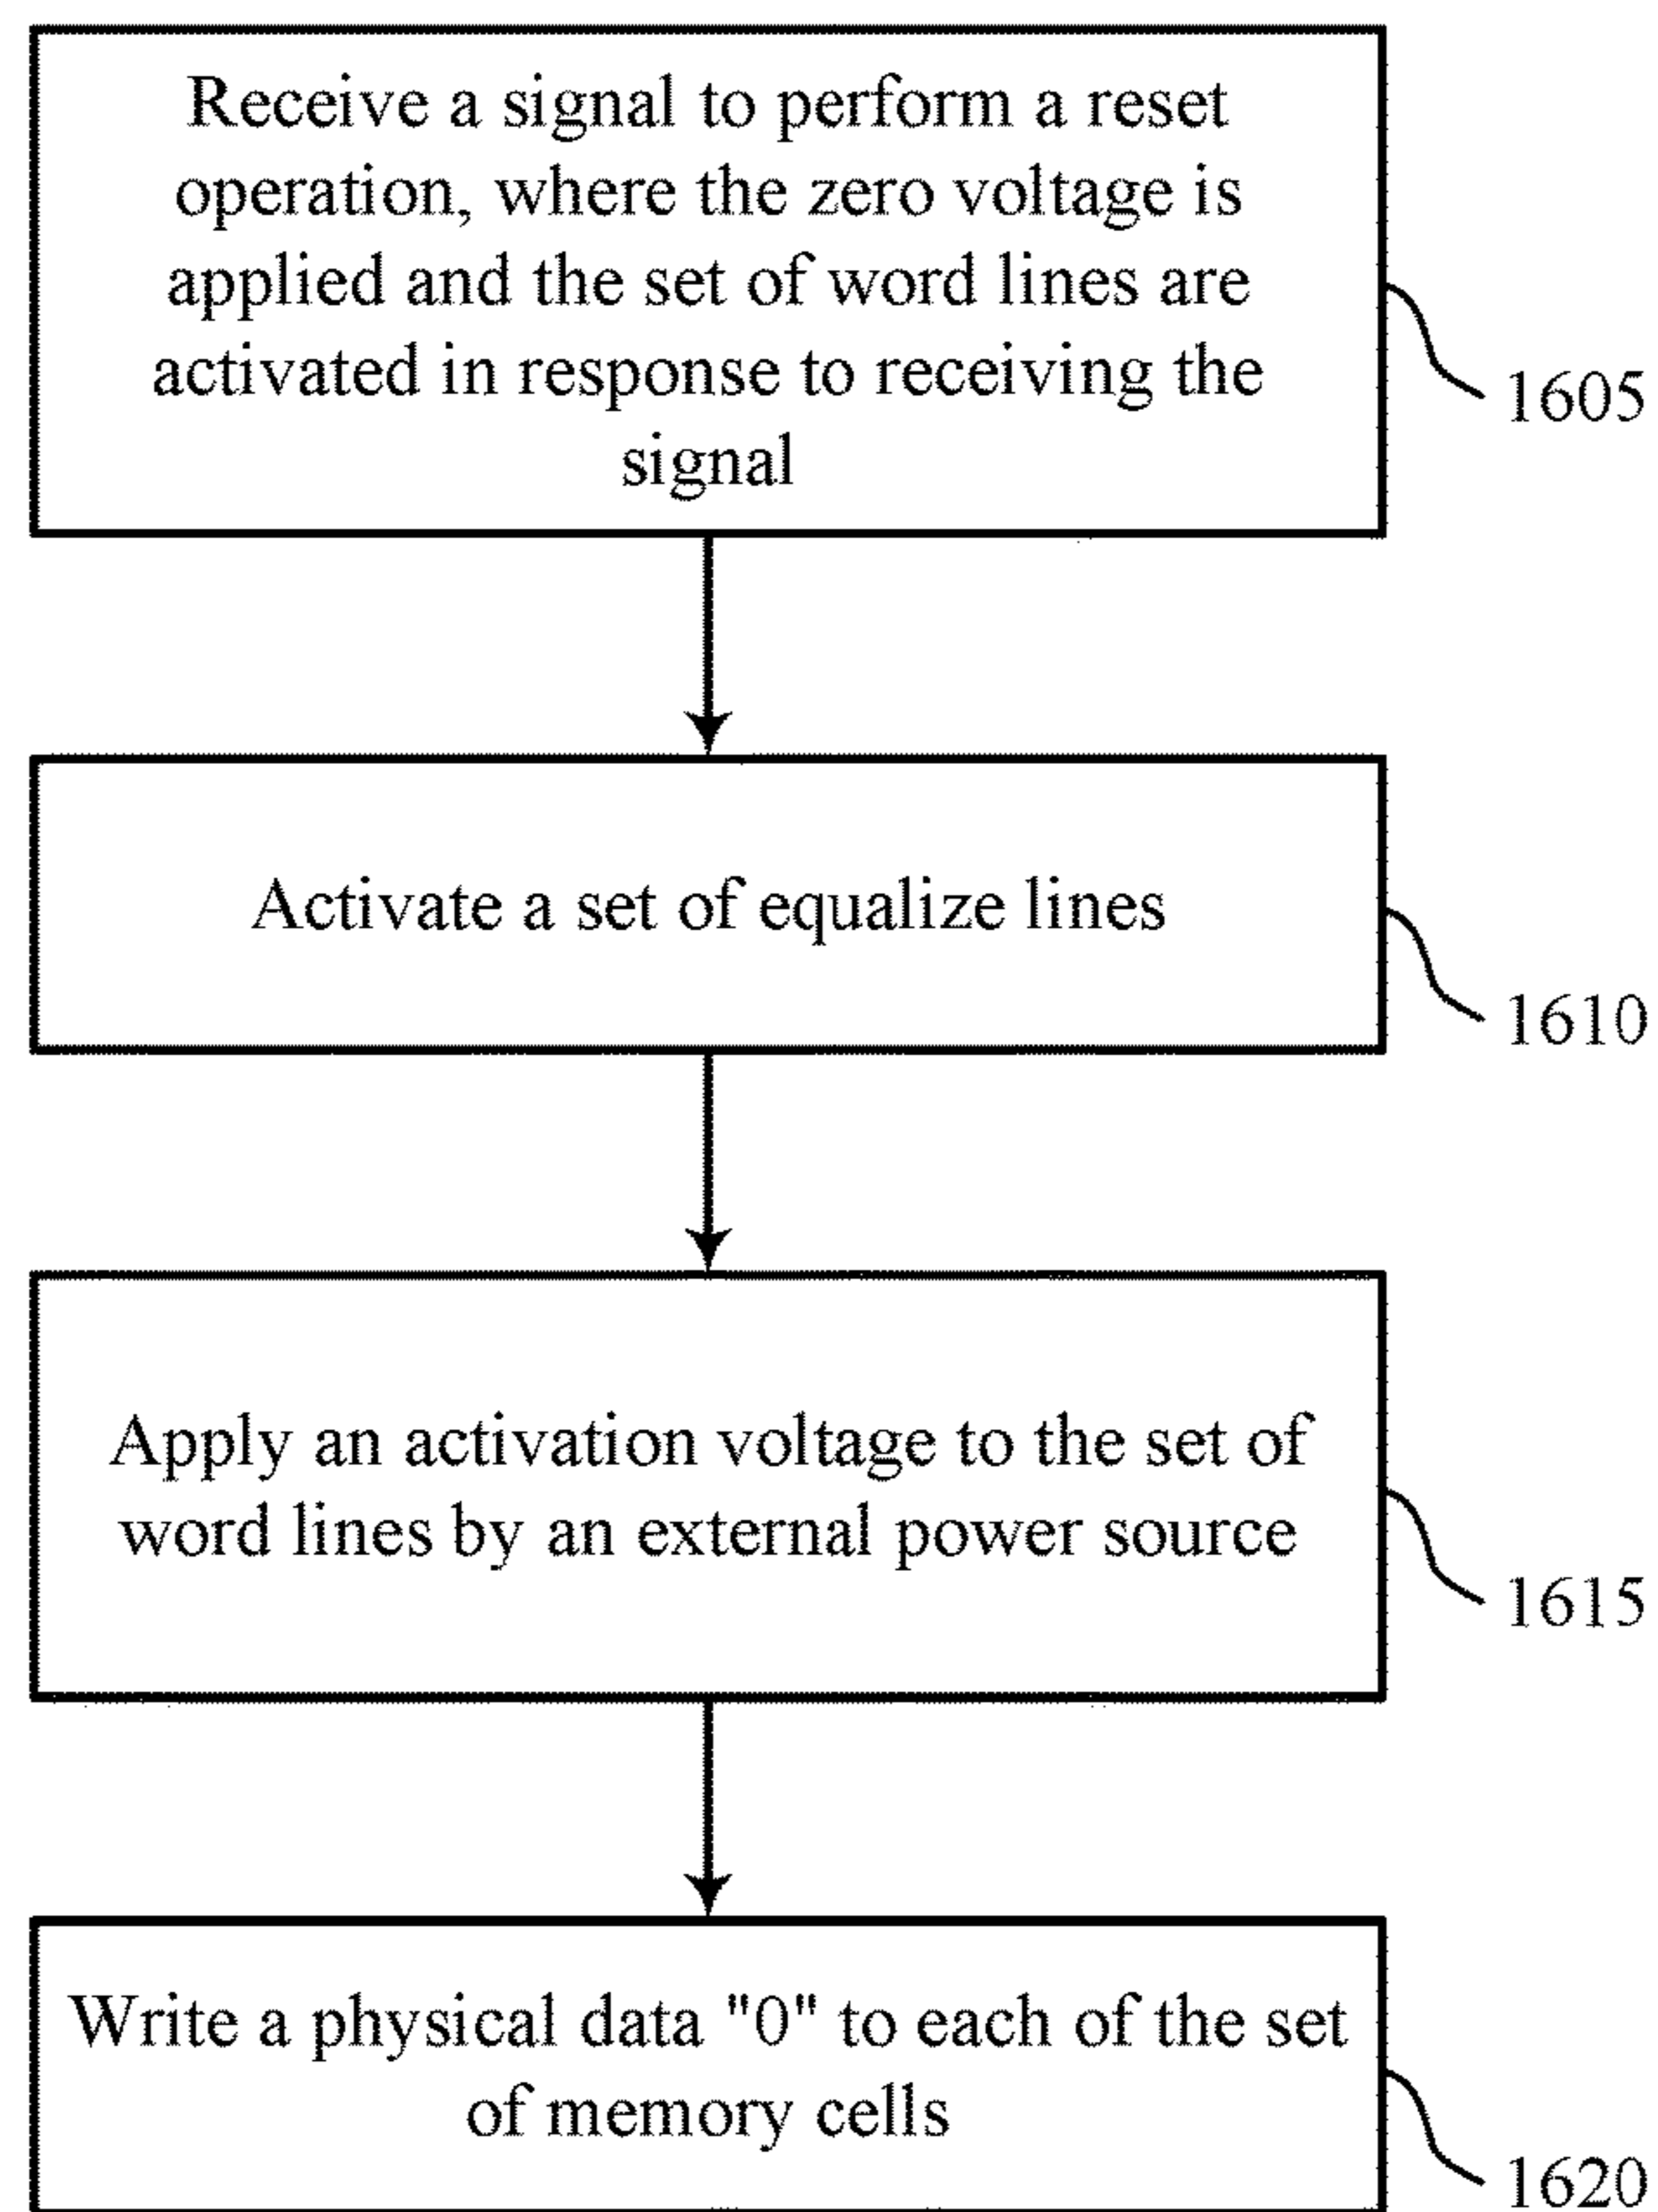 Receive a signal to perform a reset
operation, where the zero voltage is
applied and the set of word lines are
activated in response to receiving the
signal
1605
Activate a set of equalize lines
1610
Apply an activation voltage to the set of
word lines by an external power source
1615
Write a physical data "0" to each of the set
of memory cells
1620